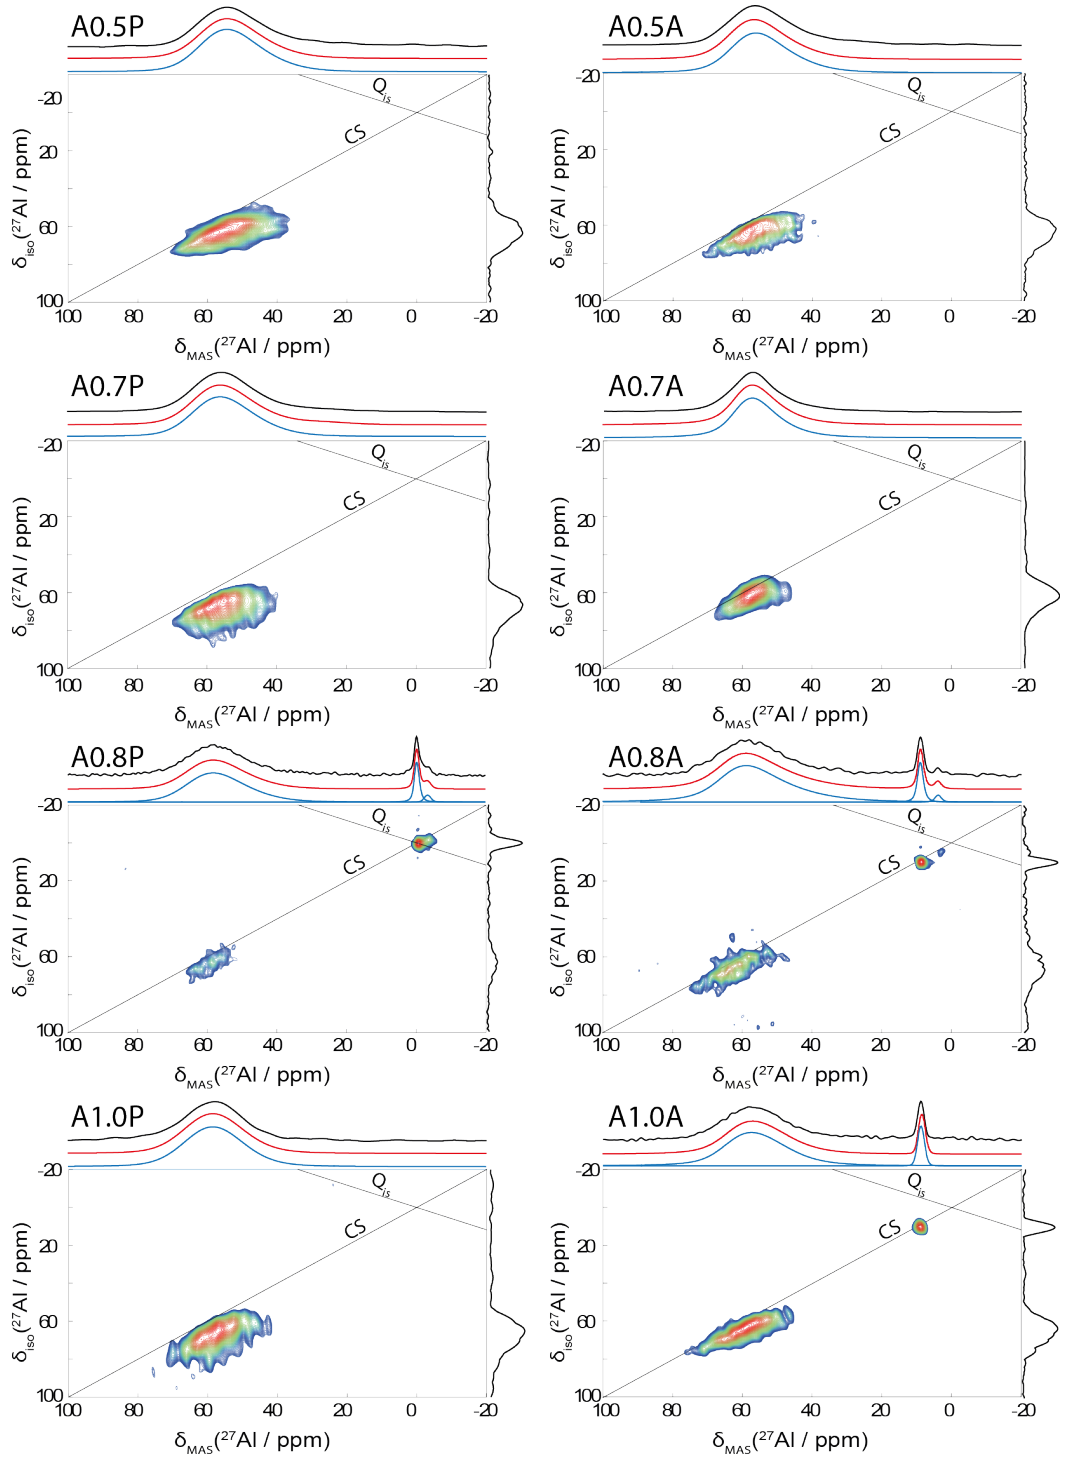 A0.5P
A0.5A
Qis
CS
-20
20
60
100
δiso(27Al / ppm)
100 80 60 40 20 0 -20
δMAS(27Al / ppm)
Qis
CS
-20
20
60
100
δiso(27Al / ppm)
100 80 60 40 20 0 -20
δMAS(27Al / ppm)
A0.7P
A0.7A
Qis
CS
-20
20
60
100
δiso(27Al / ppm)
100 80 60 40 20 0 -20
δMAS(27Al / ppm)
Qis
CS
-20
20
60
100
δiso(27Al / ppm)
100 80 60 40 20 0 -20
δMAS(27Al / ppm)
A0.8P
A0.8A
Qis
CS
-20
20
60
100
δiso(27Al / ppm)
100 80 60 40 20 0 -20
δMAS(27Al / ppm)
Qis
CS
-20
20
60
100
δiso(27Al / ppm)
100 80 60 40 20 0 -20
δMAS(27Al / ppm)
A1.0P
A1.0A
Qis
CS
-20
20
60
100
δiso(27Al / ppm)
100 80 60 40 20 0 -20
δMAS(27Al / ppm)
Qis
CS
-20
20
60
100
δiso(27Al / ppm)
100 80 60 40 20 0 -20
δMAS(27Al / ppm)